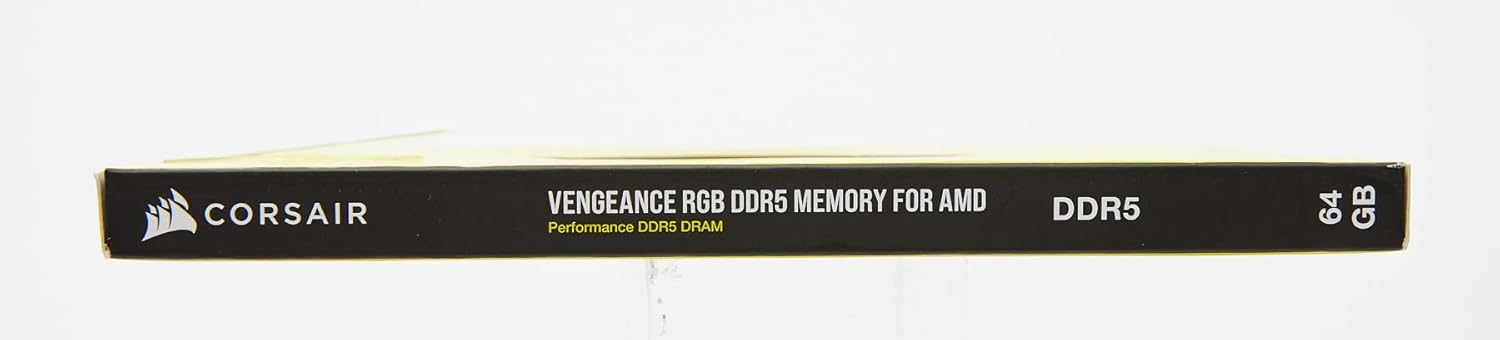 CORSAIR
VENGEANCE RGB DDR5 MEMORY FOR AMD
Performance DDR5 DRAM
DDR5
64
GB